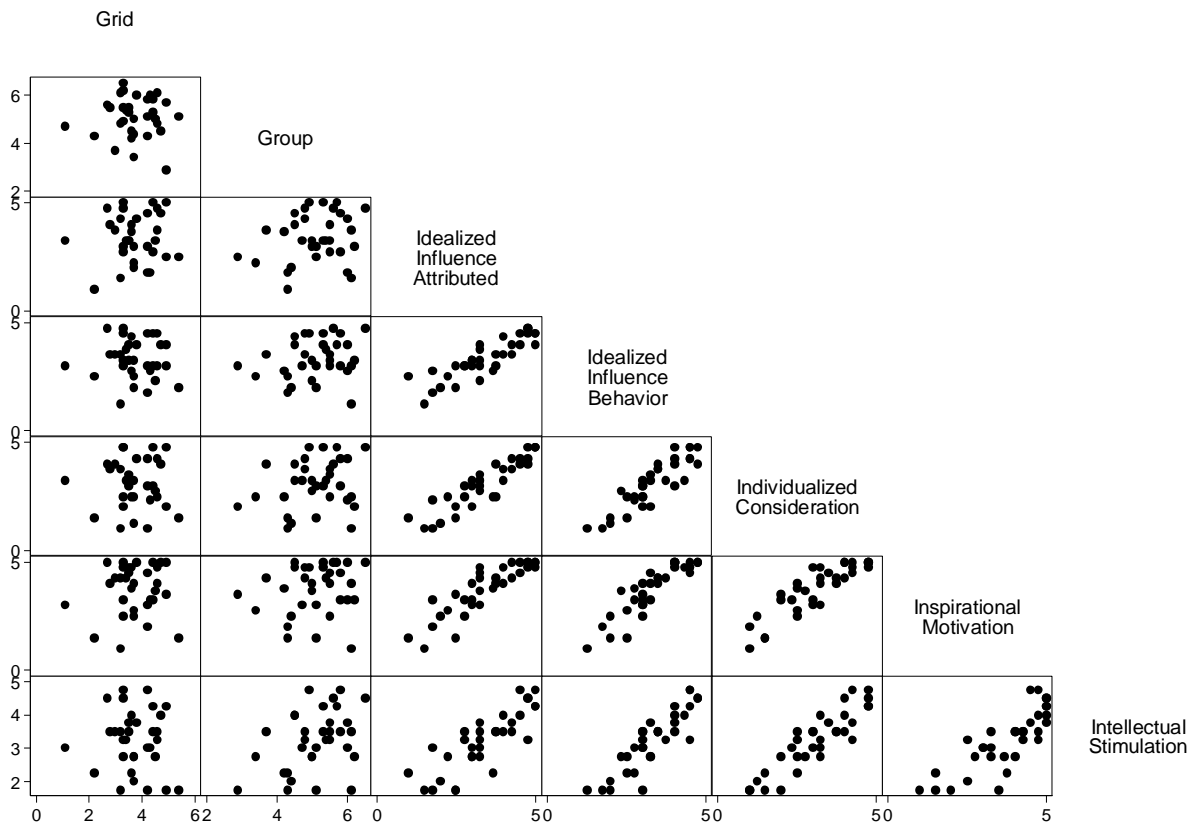 Grid
6
4
2
Group
5
0
Idealized
Influence
Attributed
5
0
Idealized
Influence
Behavior
5
0
Individualized
Consideration
5
0
Inspirational
Motivation
5
4
3
2
Intellectual
Stimulation
0 2 4 6 2 4 6 0 5 0 5 0 5 0 5